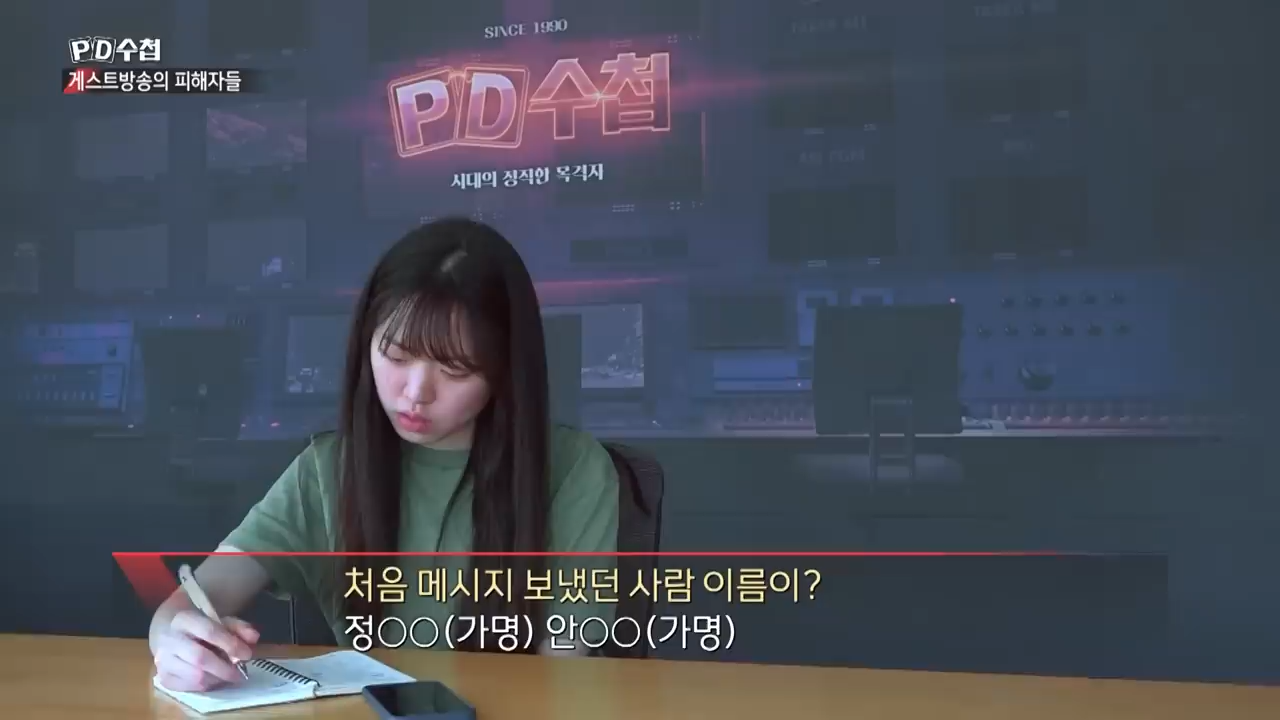 PD수첩
게스트방송의 피해자들
SINCE 1990
PD수첩
시대의 정직한 목격자
처음 메시지 보냈던 사람 이름이?
정○○(가명) 안○○(가명)